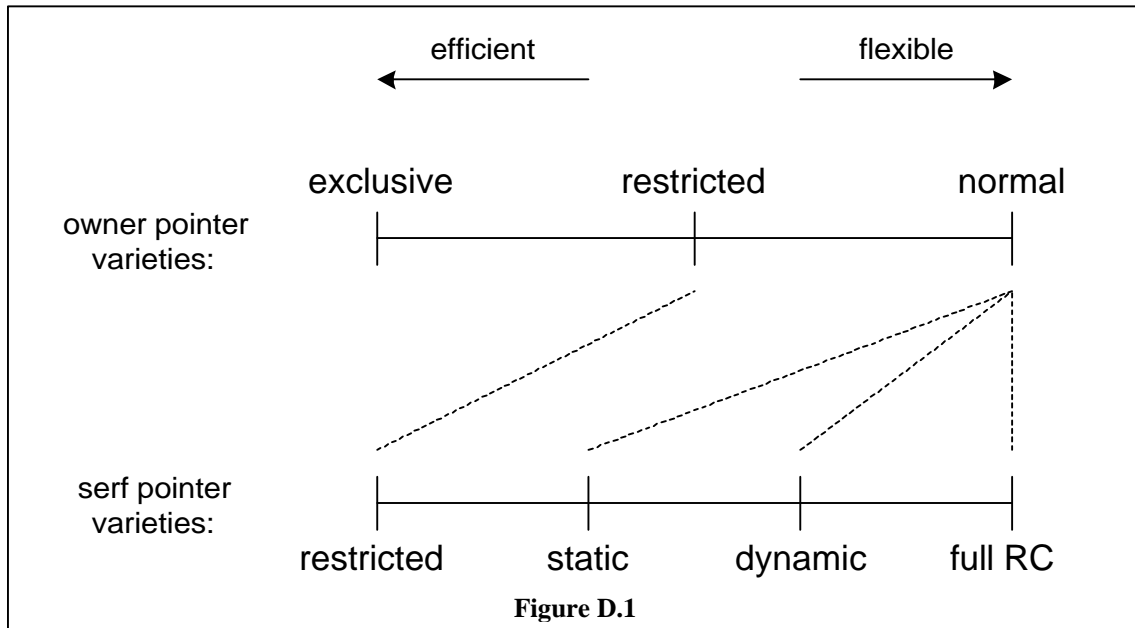 efficient
flexible
exclusive
restricted
normal
owner pointer
varieties:
serf pointer
varieties:
restricted
static
dynamic
full RC
Figure D.1